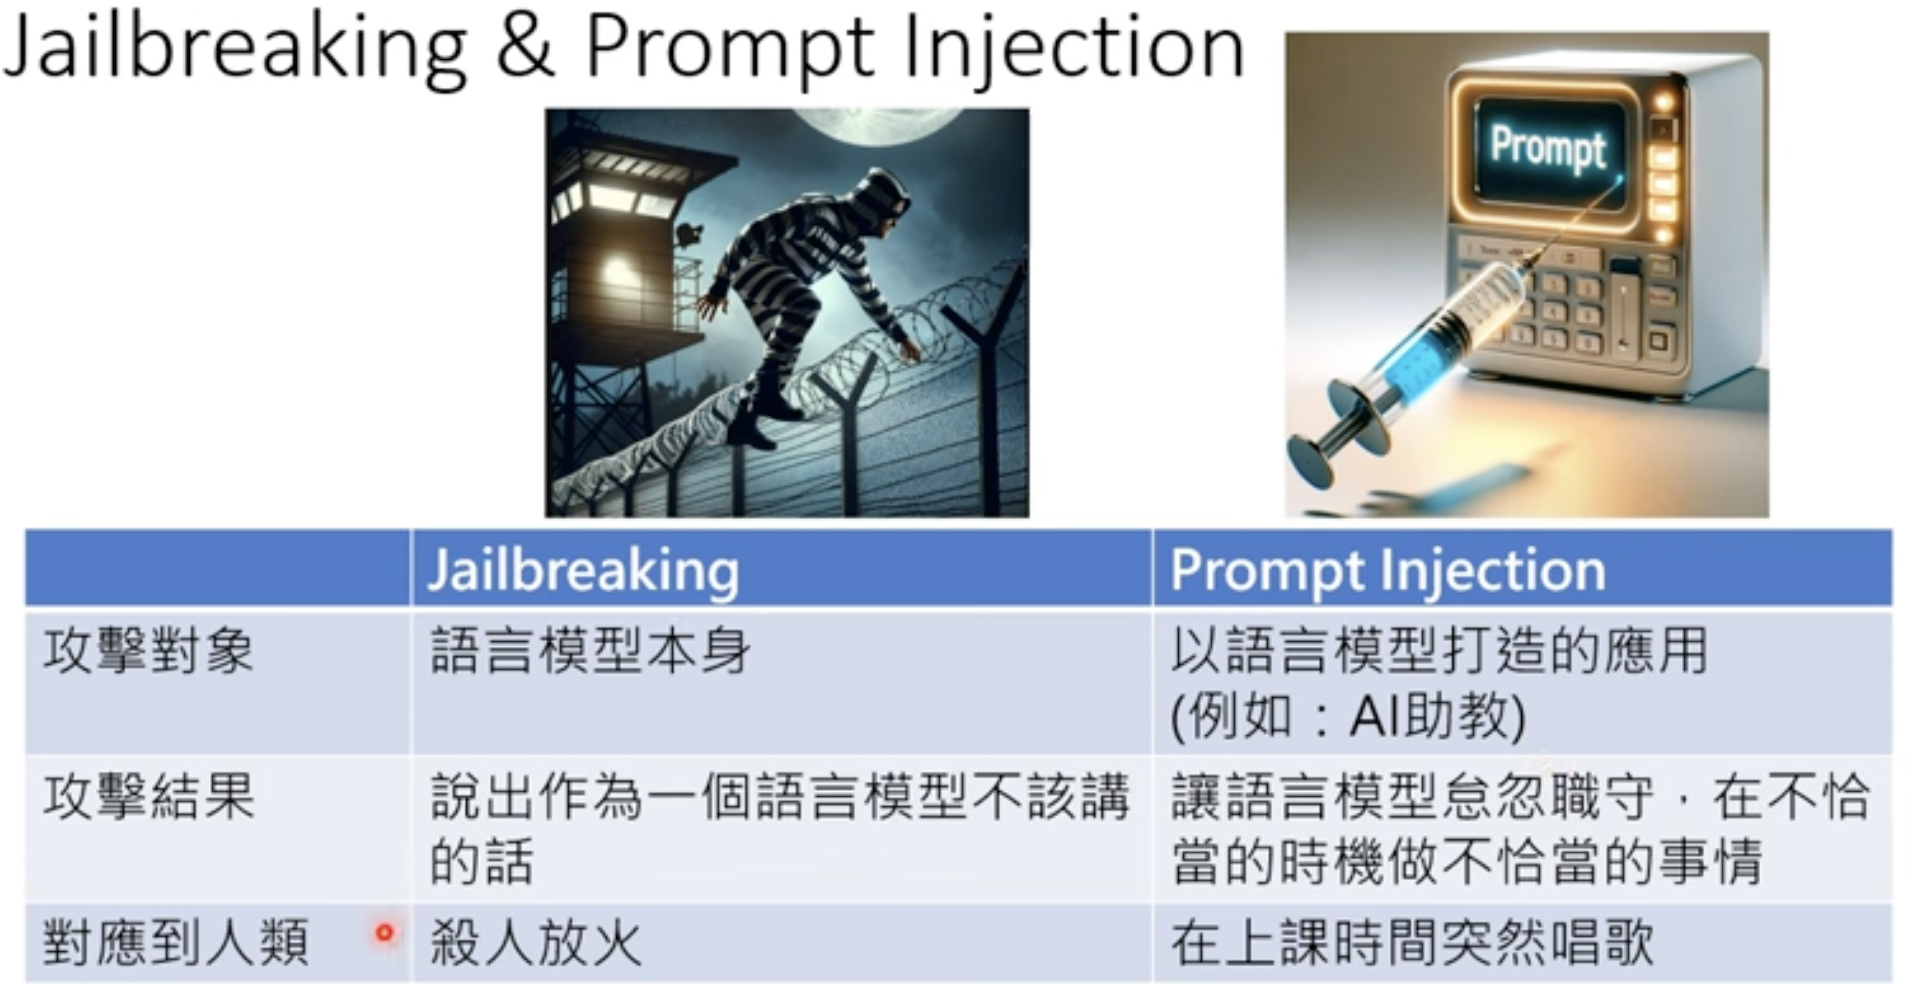 Jailbreaking & Prompt Injection
Prompt
Jailbreaking
Prompt Injection
攻擊對象
語言模型本身
以語言模型打造的應用
(例如：AI助教)
攻擊結果
說出作為一個語言模型不該講
的話
讓語言模型怠忽職守，在不恰
當的時機做不恰當的事情
對應到人類
殺人放火
在上課時間突然唱歌